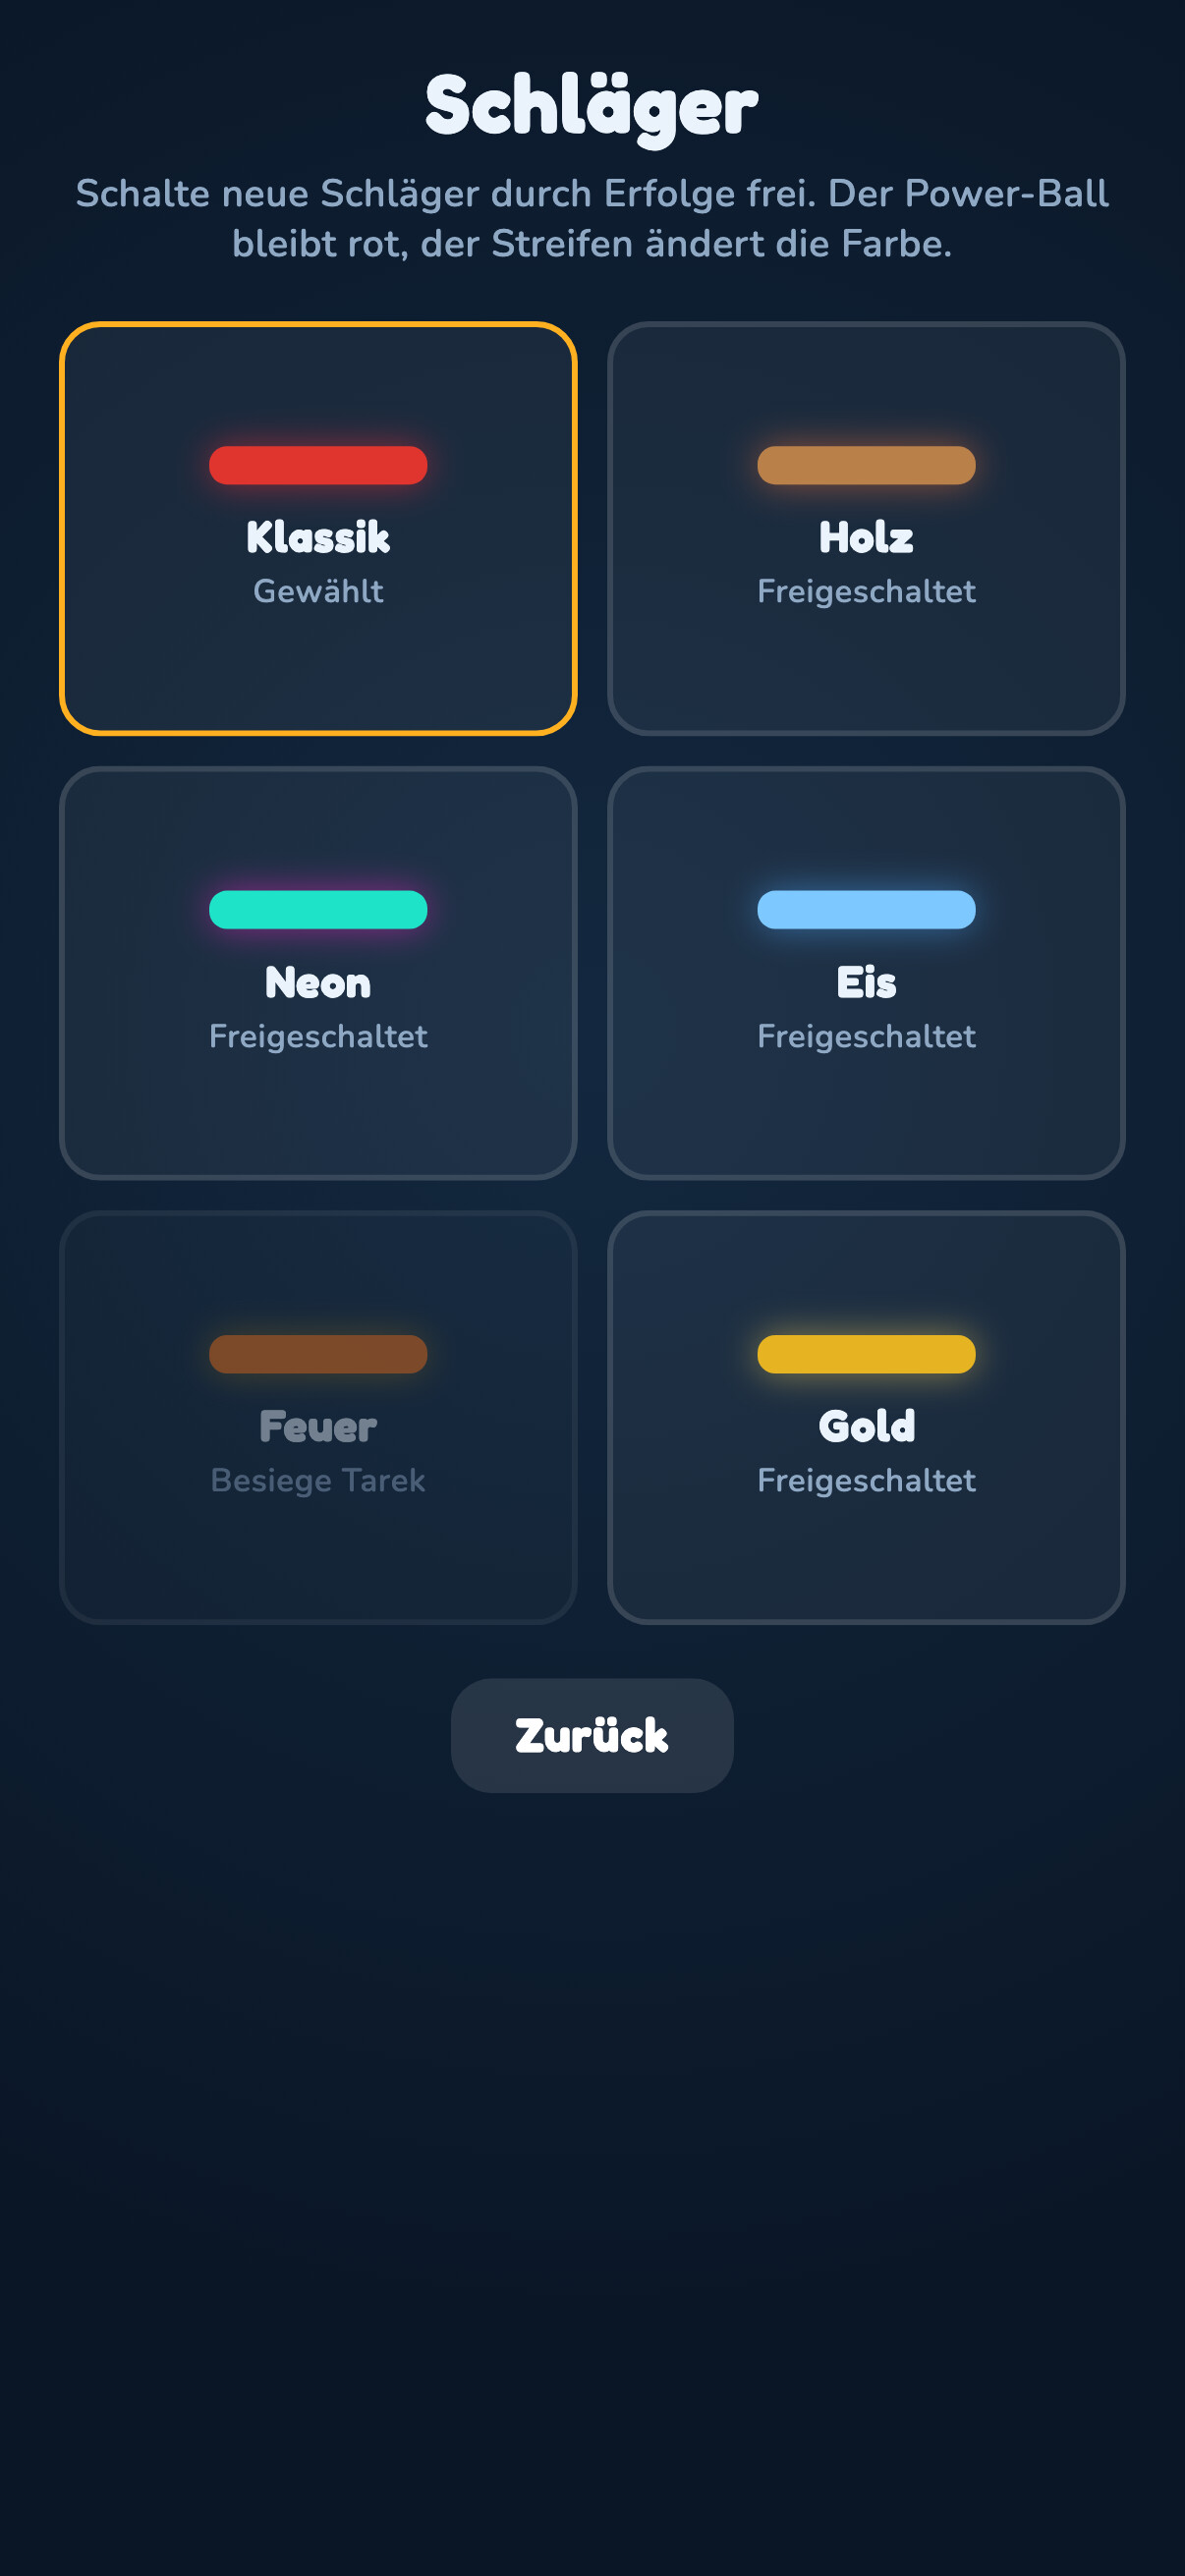 Schläger
Schalte neue Schläger durch Erfolge frei. Der Power-Ball
bleibt rot, der Streifen ändert die Farbe.
Klassik
Gewählt
Holz
Freigeschaltet
Neon
Freigeschaltet
Eis
Freigeschaltet
Feuer
Besiege Tarek
Gold
Freigeschaltet
Zurück